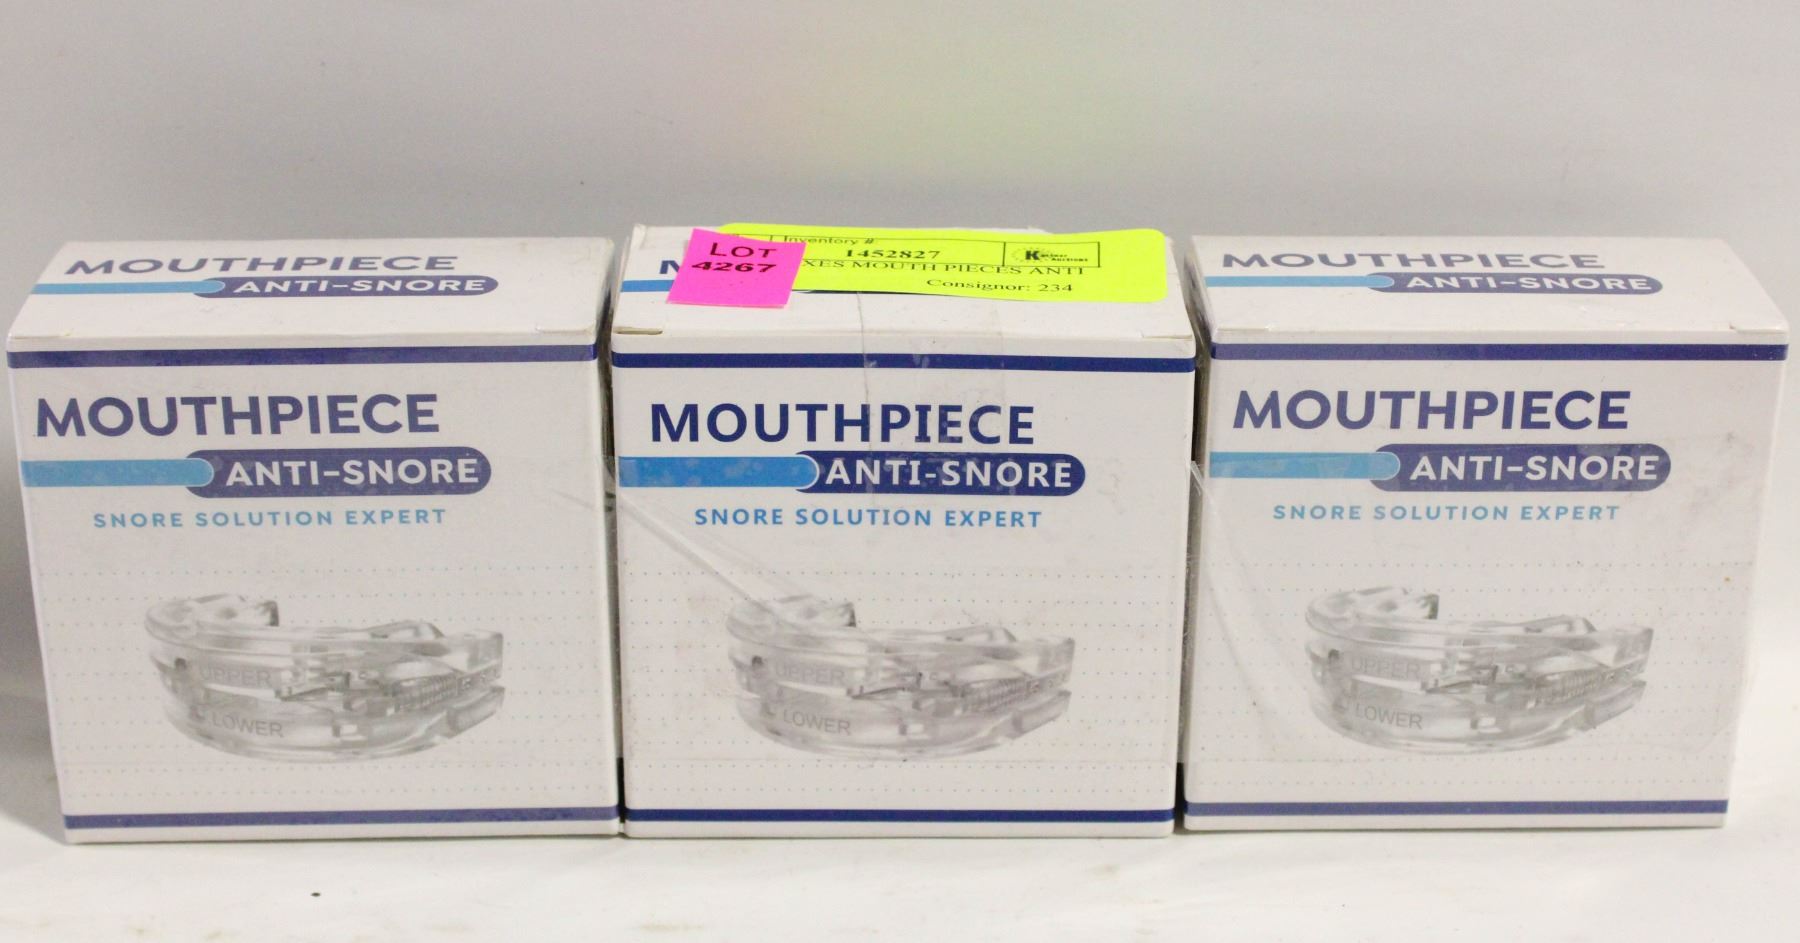 MOUTHPIECE
ANTI-SNORE
MOUTHPIECE
ANTI-SNORE
SNORE SOLUTION EXPERT
UPPER
LOWER
LOT
4267
Inventory #
1452827
MOUTH PIECES ANTI
Consignor: 234
MOUTHPIECE
ANTI-SNORE
SNORE SOLUTION EXPERT
UPPER
LOWER
MOUTHPIECE
ANTI-SNORE
MOUTHPIECE
ANTI-SNORE
SNORE SOLUTION EXPERT
UPPER
LOWER